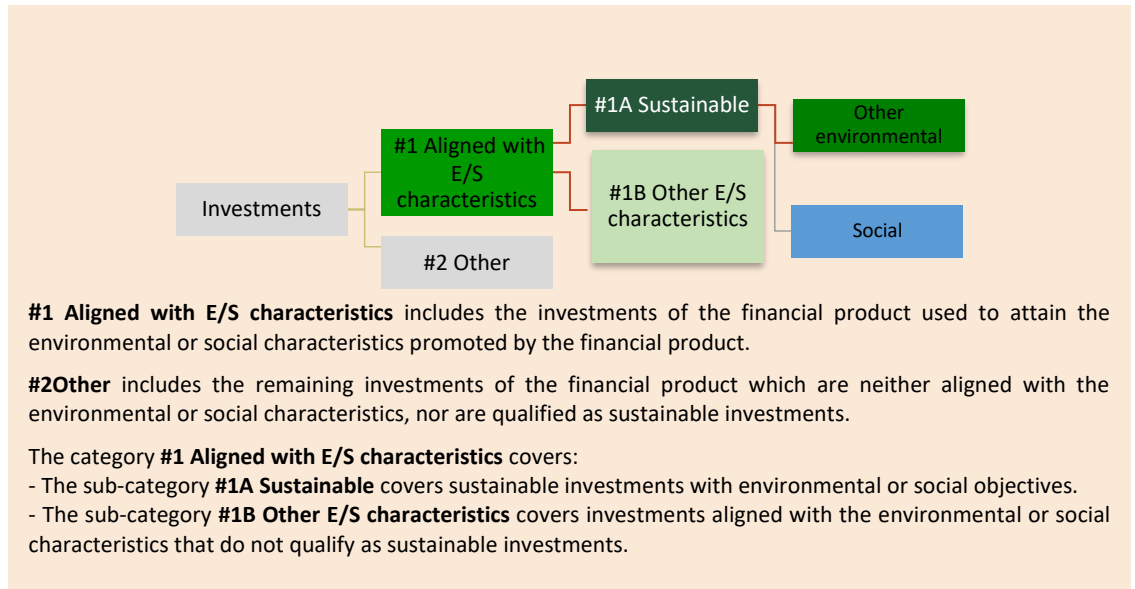 #1A Sustainable
Other
environmental
#1 Aligned with
E/S
characteristics
#1B Other E/S
characteristics
Investments
Social
#2 Other
#1 Aligned with E/S characteristics includes the investments of the financial product used to attain the
environmental or social characteristics promoted by the financial product.
#2Other includes the remaining investments of the financial product which are neither aligned with the
environmental or social characteristics, nor are qualified as sustainable investments.
The category #1 Aligned with E/S characteristics covers:
- The sub-category #1A Sustainable covers sustainable investments with environmental or social objectives.
- The sub-category #1B Other E/S characteristics covers investments aligned with the environmental or social
characteristics that do not qualify as sustainable investments.